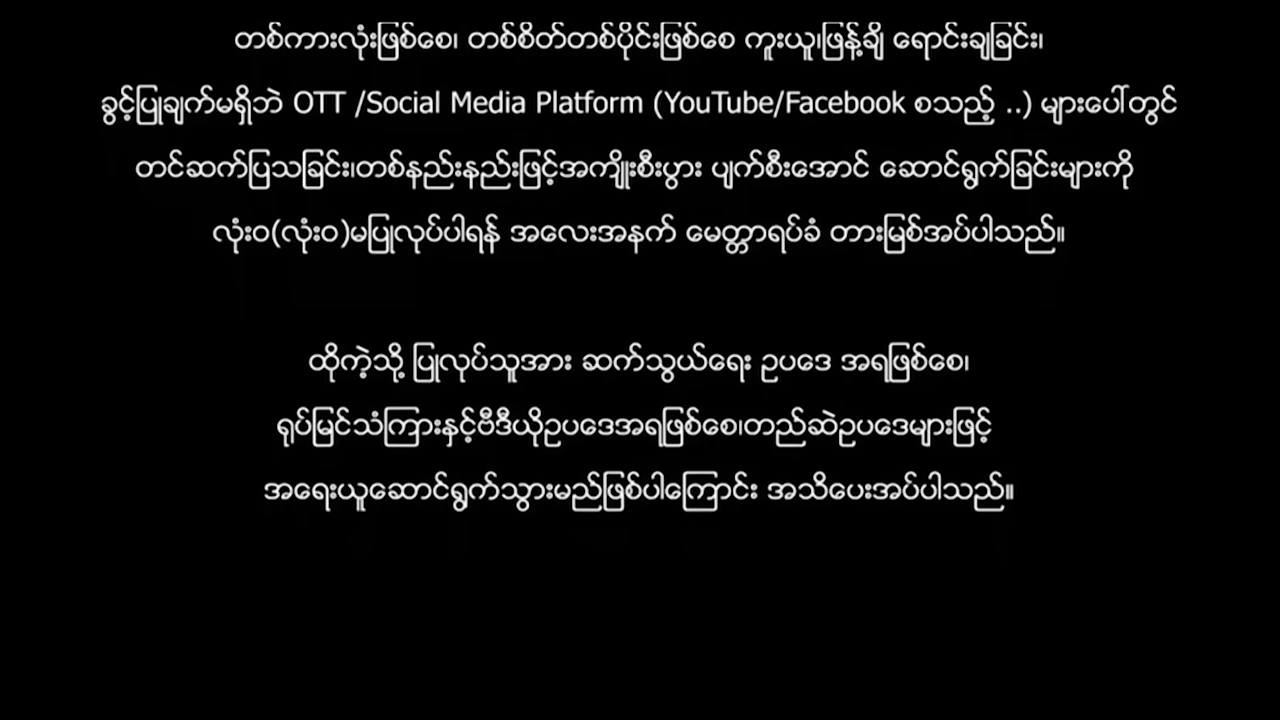 တစ်ကားလုံးဖြစ်စေ၊ တစ်စိတ်တစ်ပိုင်းဖြစ်စေ ကူးယူ၊ဖြန့်ချိ ရောင်းချခြင်း၊
ခွင့်ပြုချက်မရှိဘဲ OTT /Social Media Platform (YouTube/Facebook စသည့် ..) များပေါ်တွင်
တင်ဆက်ပြသခြင်း၊တစ်နည်းနည်းဖြင့်အကျိုးစီးပွား ပျက်စီးအောင် ဆောင်ရွက်ခြင်းများကို
လုံးဝ(လုံးဝ)မပြုလုပ်ပါရန် အလေးအနက် မေတ္တာရပ်ခံ တားမြစ်အပ်ပါသည်။
ထိုကဲ့သို့ ပြုလုပ်သူအား ဆက်သွယ်ရေး ဥပဒေ အရဖြစ်စေ၊
ရုပ်မြင်သံကြားနှင့်ဗီဒီယိုဥပဒေအရဖြစ်စေ၊တည်ဆဲဥပဒေများဖြင့်
အရေးယူဆောင်ရွက်သွားမည်ဖြစ်ပါကြောင်း အသိပေးအပ်ပါသည်။